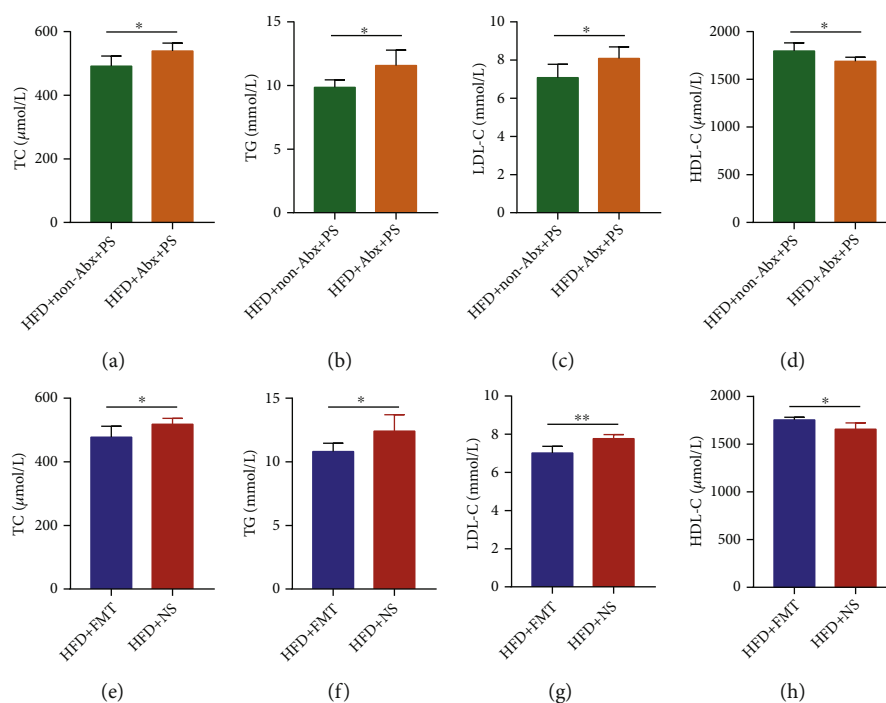 *
600
400
200
0
TC (μmol/L)
HFD+non-Abx+PS
HFD+Abx+PS
(a)
*
15
10
5
0
TG (mmol/L)
HFD+non-Abx+PS
HFD+Abx+PS
(b)
*
10
8
6
4
2
0
LDL-C (mmol/L)
HFD+non-Abx+PS
HFD+Abx+PS
(c)
*
2000
1500
1000
500
0
HDL-C (μmol/L)
HFD+non-Abx+PS
HFD+Abx+PS
(d)
*
600
400
200
0
TC (μmol/L)
HFD+FMT
HFD+NS
(e)
*
15
10
5
0
TG (mmol/L)
HFD+FMT
HFD+NS
(f)
**
10
8
6
4
2
0
LDL-C (mmol/L)
HFD+FMT
HFD+NS
(g)
*
2000
1500
1000
500
0
HDL-C (μmol/L)
HFD+FMT
HFD+NS
(h)